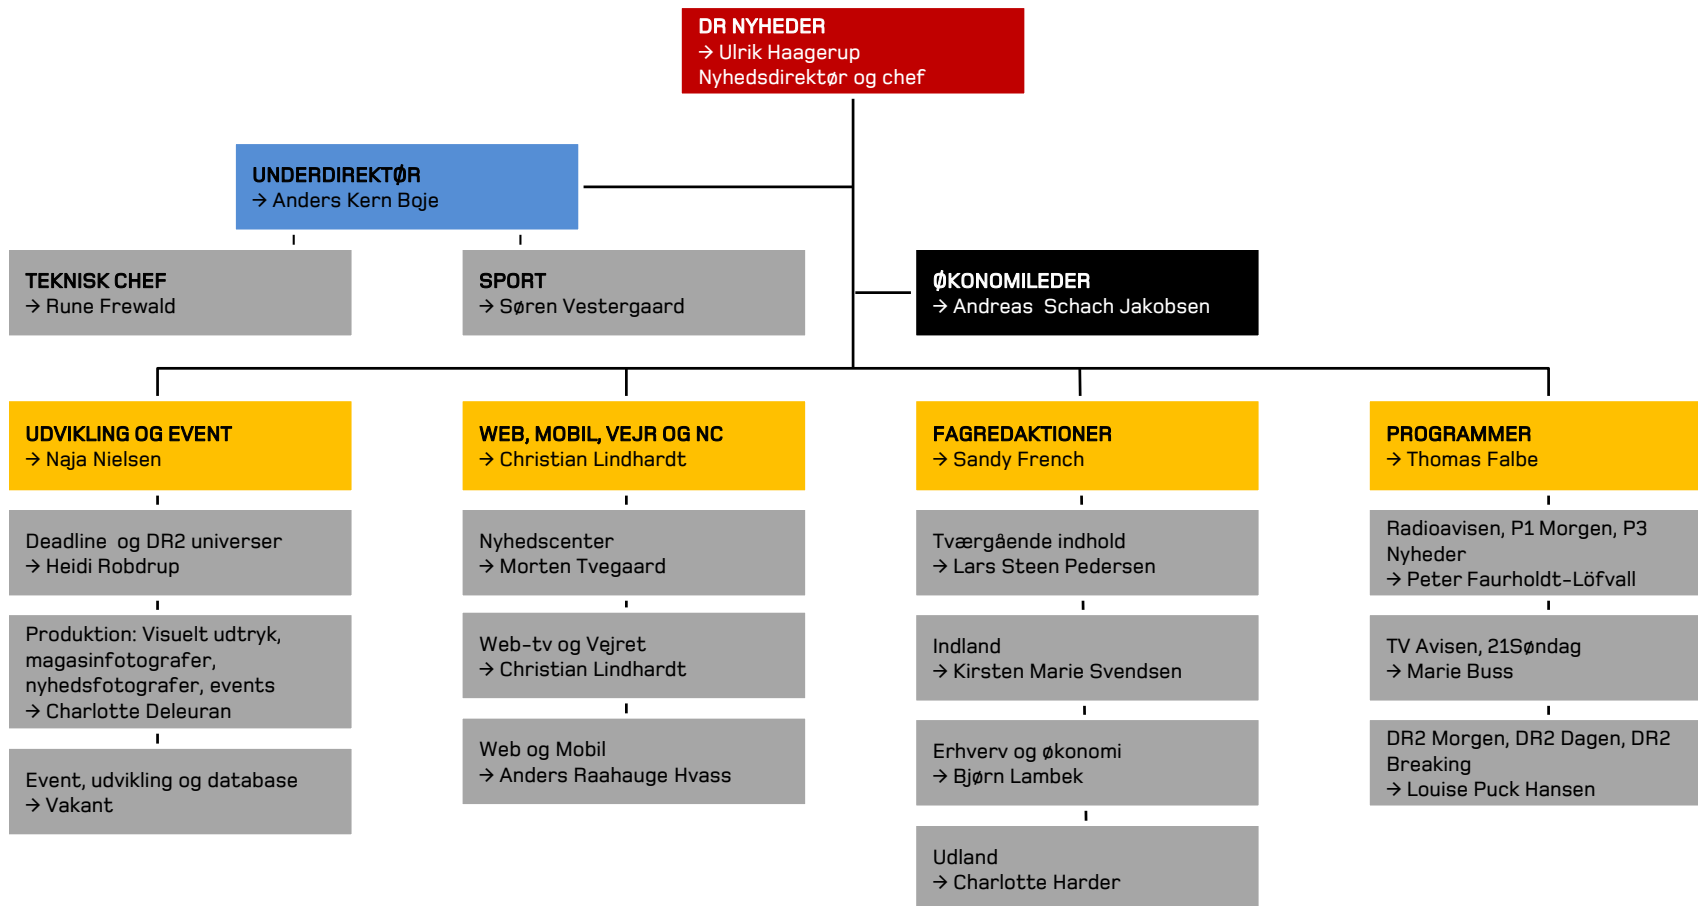 DR NYHEDER
→ Ulrik Haagerup
Nyhedsdirektør og chef
UNDERDIREKTØR
→ Anders Kern Boje
TEKNISK CHEF
→ Rune Frewald
SPORT
→ Søren Vestergaard
ØKONOMILEDER
→ Andreas  Schach Jakobsen
UDVIKLING OG EVENT
→ Naja Nielsen
Deadline  og DR2 universer
→ Heidi Robdrup
Produktion: Visuelt udtryk,
magasinfotografer,
nyhedsfotografer, events
→ Charlotte Deleuran
Event, udvikling og database
→ Vakant
WEB, MOBIL, VEJR OG NC
→ Christian Lindhardt
Nyhedscenter
→ Morten Tvegaard
Web-tv og Vejret
→ Christian Lindhardt
Web og Mobil
→ Anders Raahauge Hvass
FAGREDAKTIONER
→ Sandy French
Tværgående indhold
→ Lars Steen Pedersen
Indland
→ Kirsten Marie Svendsen
Erhverv og økonomi
→ Bjørn Lambek
Udland
→ Charlotte Harder
PROGRAMMER
→ Thomas Falbe
Radioavisen, P1 Morgen, P3
Nyheder
→ Peter Faurholdt-Löfvall
TV Avisen, 21Søndag
→ Marie Buss
DR2 Morgen, DR2 Dagen, DR2
Breaking
→ Louise Puck Hansen